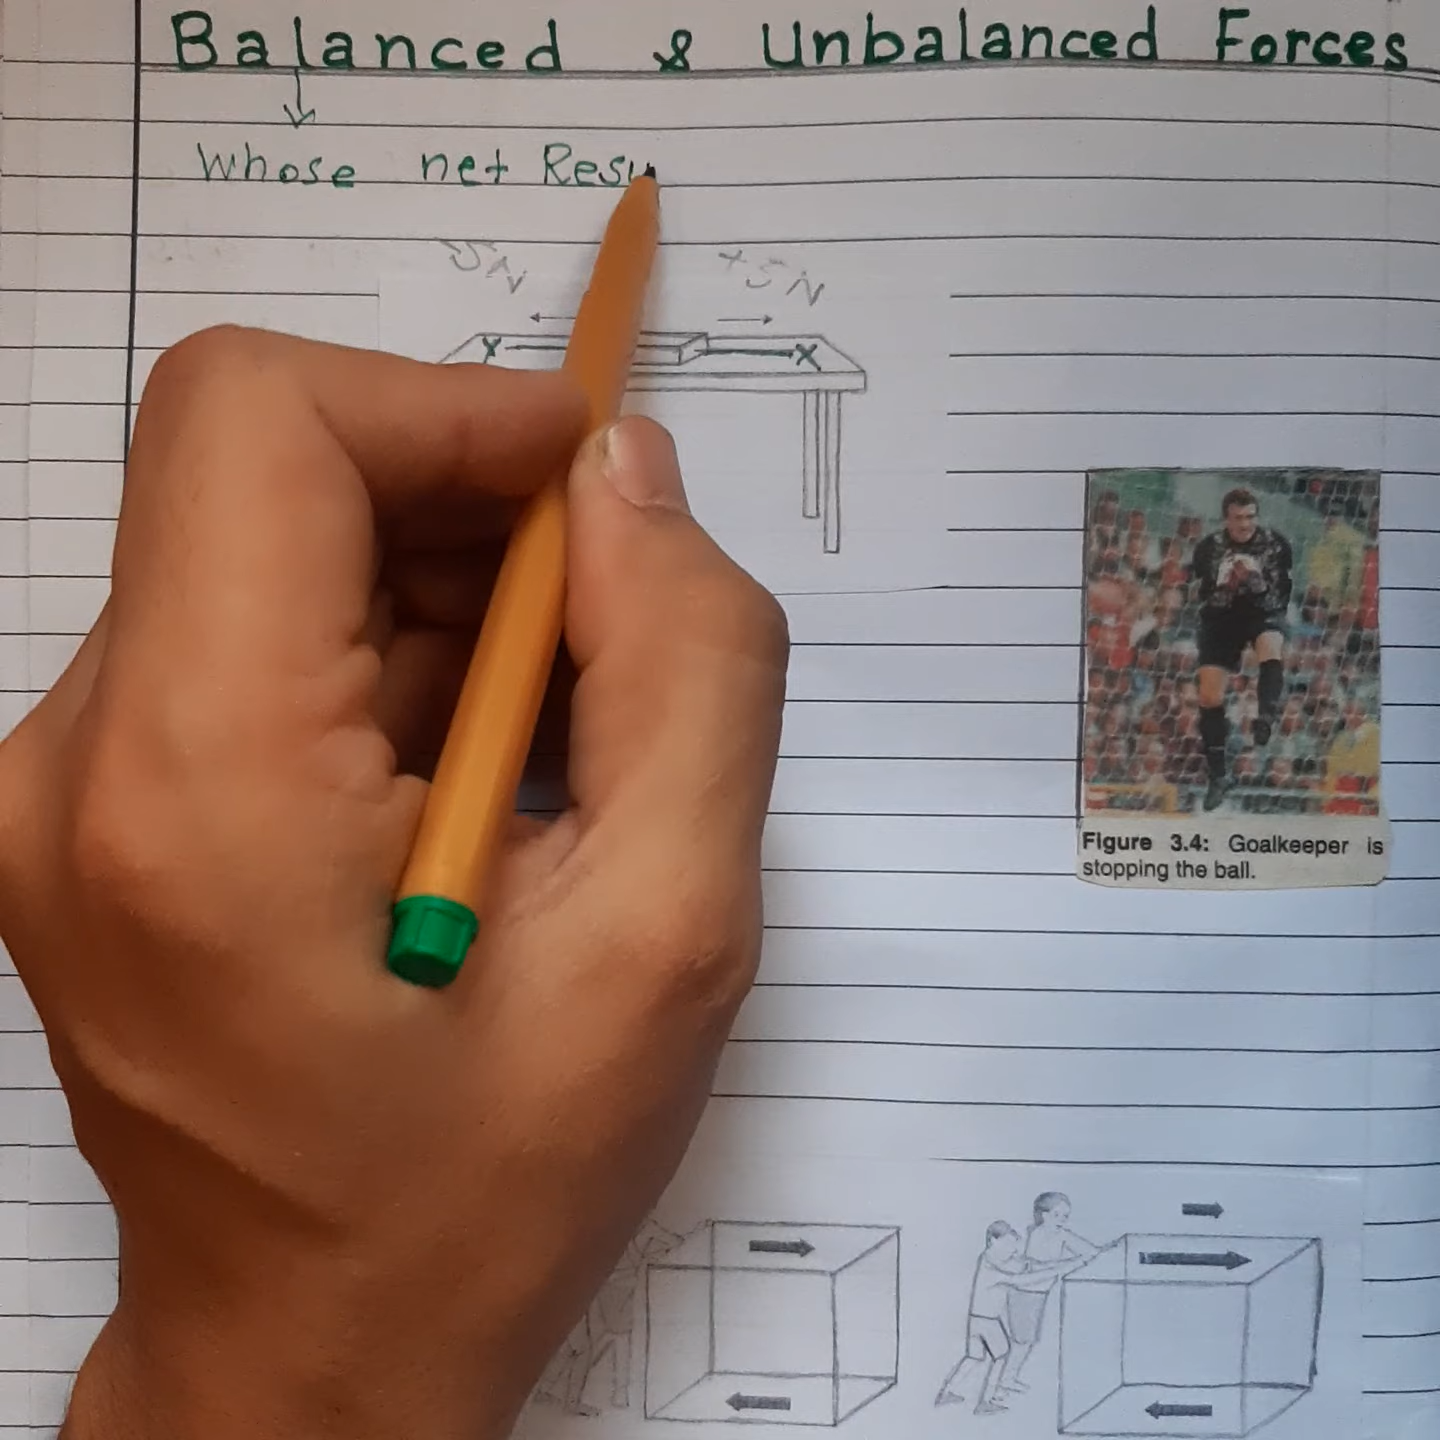 Balanced & Unbalanced Forces
Whose net Resu
5N +5N
X X
Figure 3.4: Goalkeeper is
stopping the ball.